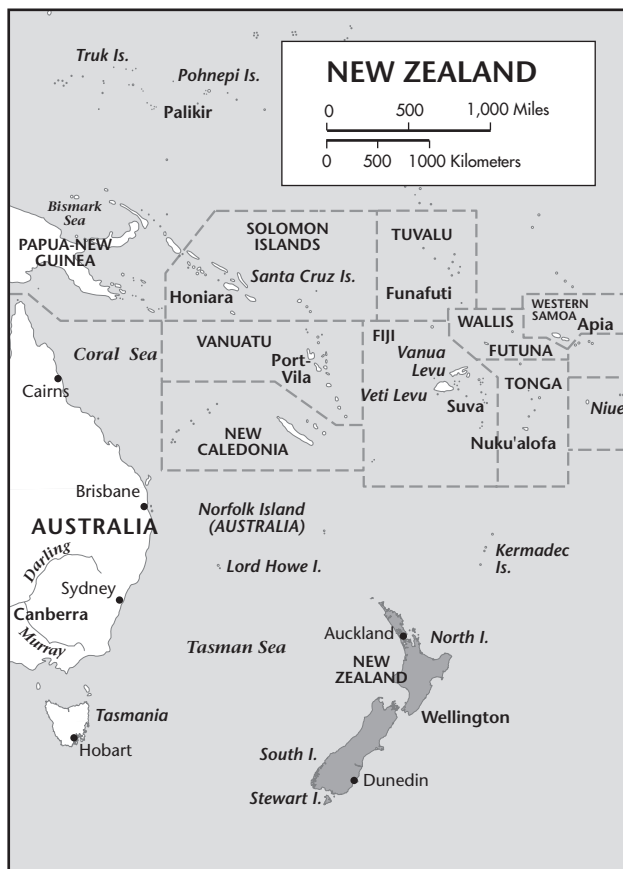 Truk Is.
Pohnepi Is.
Palikir
NEW ZEALAND
0 500 1,000 Miles
0 500 1000 Kilometers
Bismark
Sea
PAPUA-NEW
GUINEA
SOLOMON
ISLANDS
Santa Cruz Is.
Honiara
TUVALU
Funafuti
WESTERN
SAMOA
Apia
WALLIS
FUTUNA
Coral Sea
VANUATU
Port-
Vila
FIJI
Vanua
Levu
Veti Levu
Suva
TONGA
Niue
Nuku'alofa
Cairns
NEW
CALEDONIA
Brisbane
AUSTRALIA
Norfolk Island
(AUSTRALIA)
Darling
Lord Howe I.
Kermadec
Is.
Sydney
Canberra
Murray
Tasman Sea
Auckland
North I.
NEW
ZEALAND
Wellington
Tasmania
Hobart
South I.
Dunedin
Stewart I.